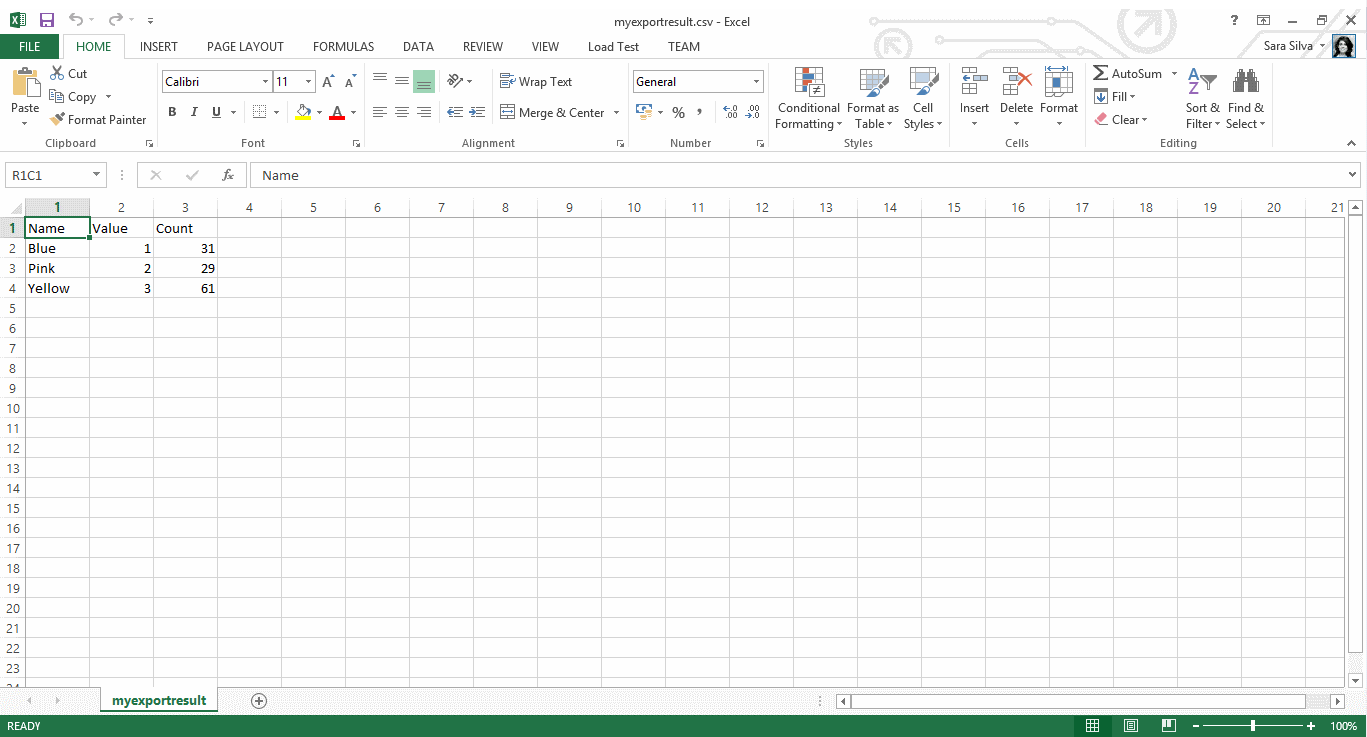 myexportresult.csv - Excel
?
FILE HOME INSERT PAGE LAYOUT FORMULAS DATA REVIEW VIEW Load Test TEAM Sara Silva
Paste
Cut
Copy
Format Painter
Clipboard
Calibri 11
B I U A
Font
Wrap Text
Merge & Center
Alignment
General
% , .00 .0
Number
Conditional Formatting
Format as Table
Cell Styles
Styles
Insert Delete Format
Cells
AutoSum
Fill
Clear
Sort & Filter
Find & Select
Editing
R1C1 fx Name
1 2 3 4 5 6 7 8 9 10 11 12 13 14 15 16 17 18 19 20 21
1 Name Value Count
2 Blue 1 31
3 Pink 2 29
4 Yellow 3 61
5
6
7
8
9
10
11
12
13
14
15
16
17
18
19
20
21
22
23
24
myexportresult
READY 100%